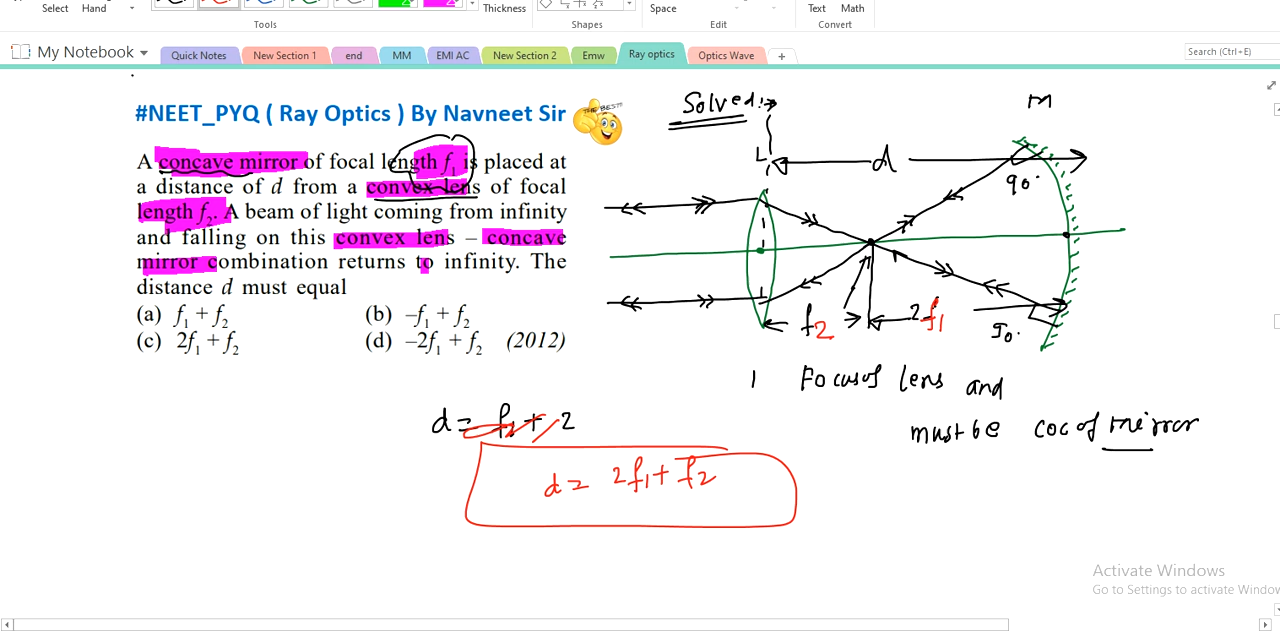 Select Hand Thickness Space Text Math
Tools Shapes Edit Convert
My Notebook Quick Notes New Section 1 end MM EMI AC New Section 2 Emw Ray optics Optics Wave + Search (Ctrl+E)
#NEET_PYQ ( Ray Optics ) By Navneet Sir
THE BEST!!
A concave mirror of focal length f₁ is placed at
a distance of d from a convex lens of focal
length f₂. A beam of light coming from infinity
and falling on this convex lens – concave
mirror combination returns to infinity. The
distance d must equal
(a) f₁ + f₂ (b) –f₁ + f₂
(c) 2f₁ + f₂ (d) –2f₁ + f₂ (2012)
Solved:→
M
L d
90°
f₂ 2f₁
90°
1 Focus of lens and
must be coc of mirror
d = f₂ + 2
d = 2f₁ + f₂
Activate Windows
Go to Settings to activate Window